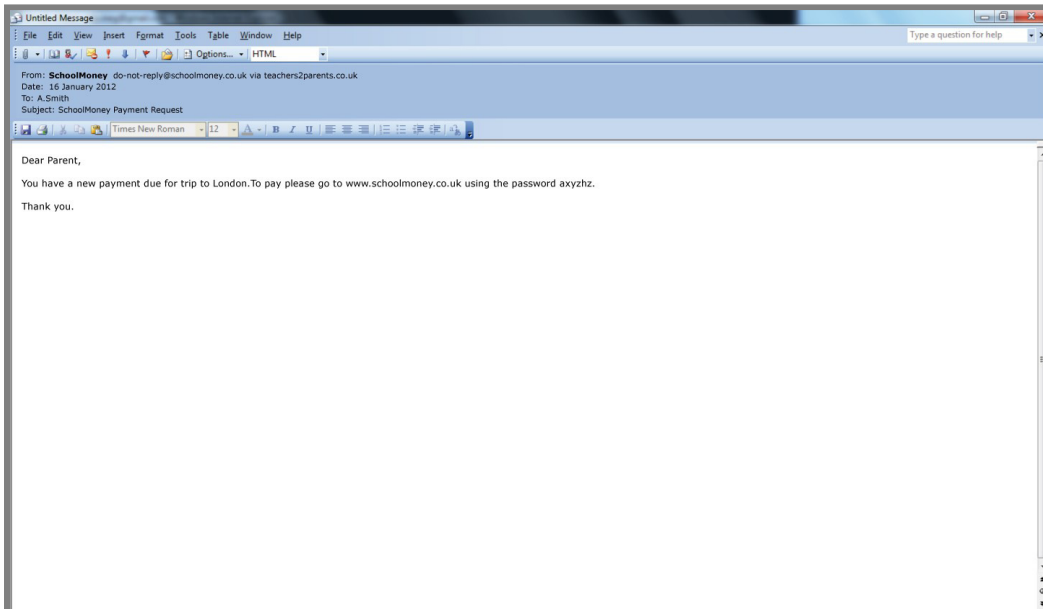 Untitled Message
File Edit View Insert Format Tools Table Window Help
Type a question for help
Options... HTML
From: SchoolMoney do-not-reply@schoolmoney.co.uk via teachers2parents.co.uk
Date: 16 January 2012
To: A.Smith
Subject: SchoolMoney Payment Request
Times New Roman 12 A B I U
Dear Parent,
You have a new payment due for trip to London.To pay please go to www.schoolmoney.co.uk using the password axyzhz.
Thank you.